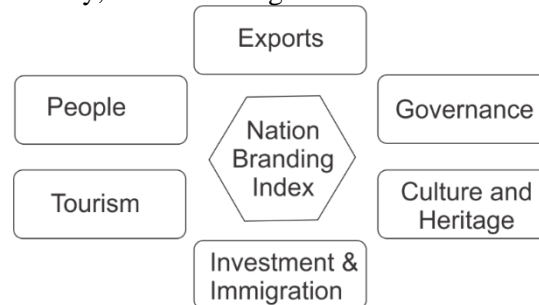 Exports
People
Nation
Branding
Index
Governance
Tourism
Culture and
Heritage
Investment &
Immigration